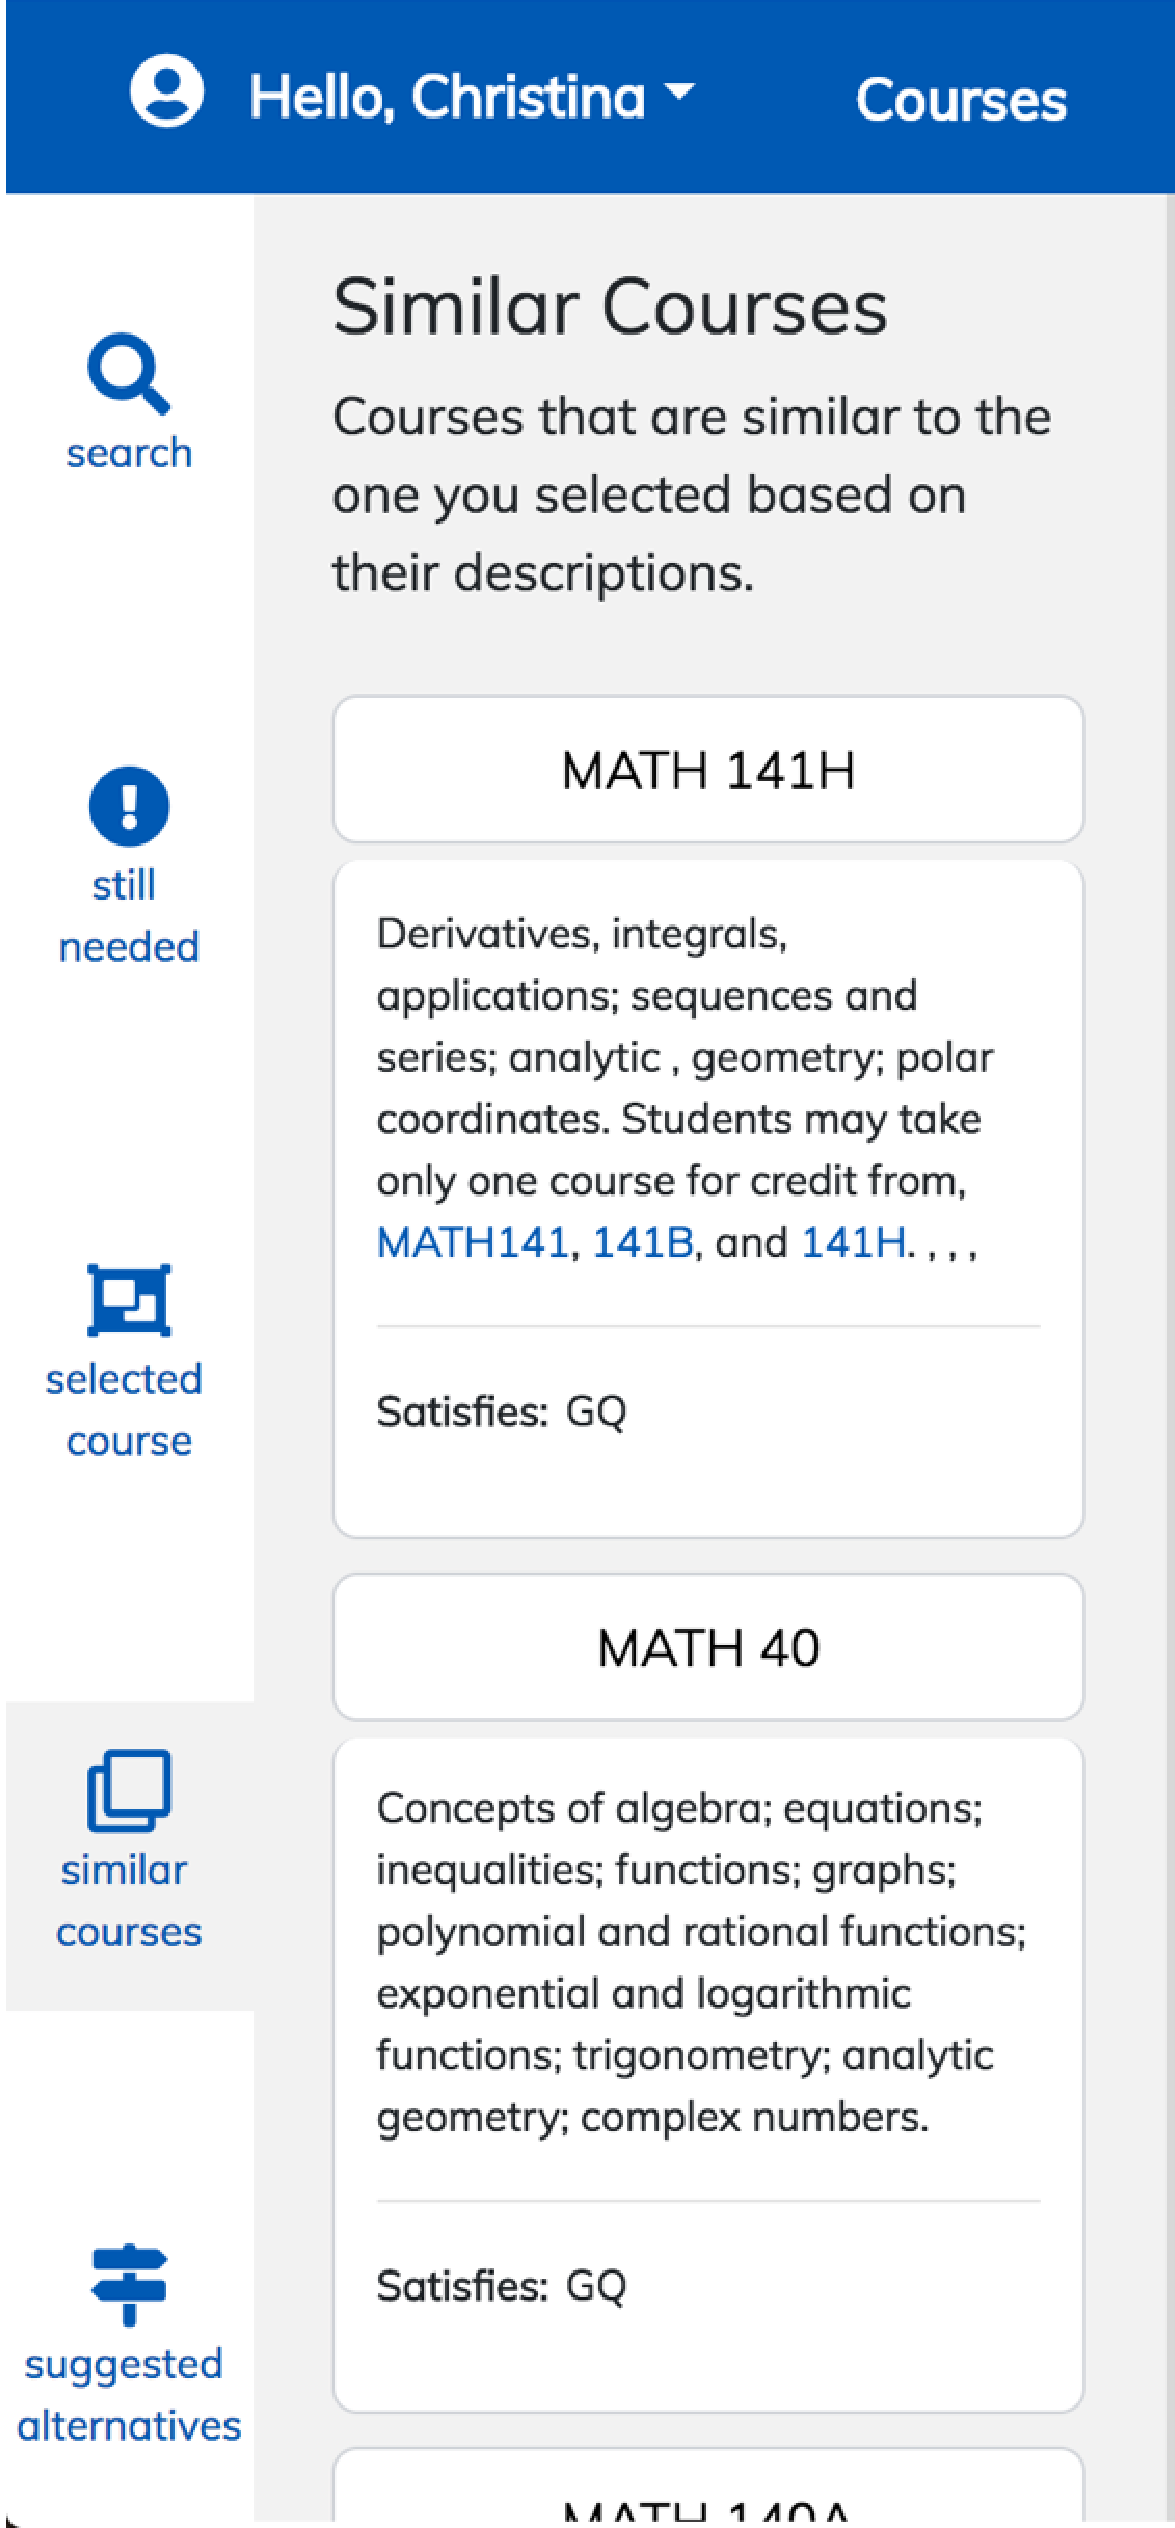 Hello, Christina
Courses
search
still
needed
selected
course
similar
courses
suggested
alternatives
Similar Courses
Courses that are similar to the
one you selected based on
their descriptions.
MATH 141H
Derivatives, integrals,
applications; sequences and
series; analytic , geometry; polar
coordinates. Students may take
only one course for credit from,
MATH141, 141B, and 141H. , , ,
Satisfies: GQ
MATH 40
Concepts of algebra; equations;
inequalities; functions; graphs;
polynomial and rational functions;
exponential and logarithmic
functions; trigonometry; analytic
geometry; complex numbers.
Satisfies: GQ
MATH 140A